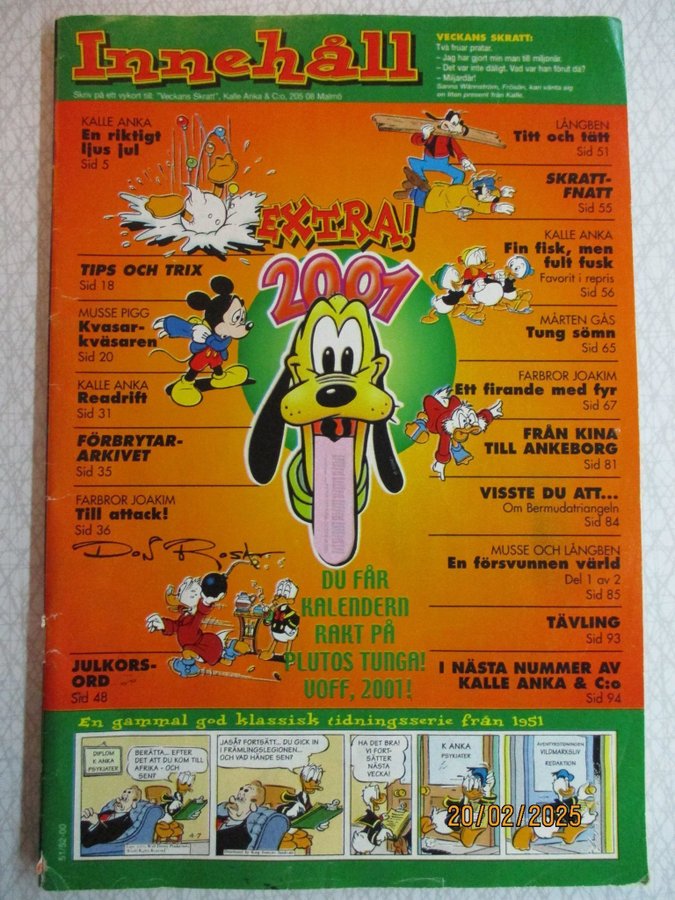 Innehåll
Skriv på ett vykort till: "Veckans Skratt", Kalle Anka & C:o, 205 08 Malmö
VECKANS SKRATT:
Två fruar pratar.
– Jag har gjort min man till miljonär.
– Det var inte dåligt. Vad var han förut då?
– Miljardär!
Sanna Wännström, Frösön, kan vänta sig
en liten present från Kalle.
KALLE ANKA
En riktigt
ljus jul
Sid 5
TIPS OCH TRIX
Sid 18
MUSSE PIGG
Kvasar-
kväsaren
Sid 20
KALLE ANKA
Readrift
Sid 31
FÖRBRYTAR-
ARKIVET
Sid 35
FARBROR JOAKIM
Till attack!
Sid 36
Don Rosa
JULKORS-
ORD
Sid 48
EXTRA!
2001
DU FÅR
KALENDERN
RAKT PÅ
PLUTOS TUNGA!
VOFF, 2001!
LÅNGBEN
Titt och tätt
Sid 51
SKRATT-
FNATT
Sid 55
KALLE ANKA
Fin fisk, men
fult fusk
Favorit i repris
Sid 56
MÅRTEN GÅS
Tung sömn
Sid 65
FARBROR JOAKIM
Ett firande med fyr
Sid 67
FRÅN KINA
TILL ANKEBORG
Sid 81
VISSTE DU ATT...
Om Bermudatriangeln
Sid 84
MUSSE OCH LÅNGBEN
En försvunnen värld
Del 1 av 2
Sid 85
TÄVLING
Sid 93
I NÄSTA NUMMER AV
KALLE ANKA & C:o
Sid 94
En gammal god klassisk tidningsserie från 1951
DIPLOM
K ANKA
PSYKIATER
BERÄTTA... EFTER
DET ATT DU KOM TILL
AFRIKA - OCH
SEN?
4-7
JASÅ? FORTSÄTT... DU GICK IN
I FRÄMLINGSLEGIONEN...
OCH VAD HÄNDE SEN?
HA DET BRA!
VI FORT-
SÄTTER
NÄSTA
VECKA!
K ANKA
PSYKIATER
ÄVENTYRSTIDNINGEN
VILDMARKSLIV
REDAKTION
51/52-00
20/02/2025